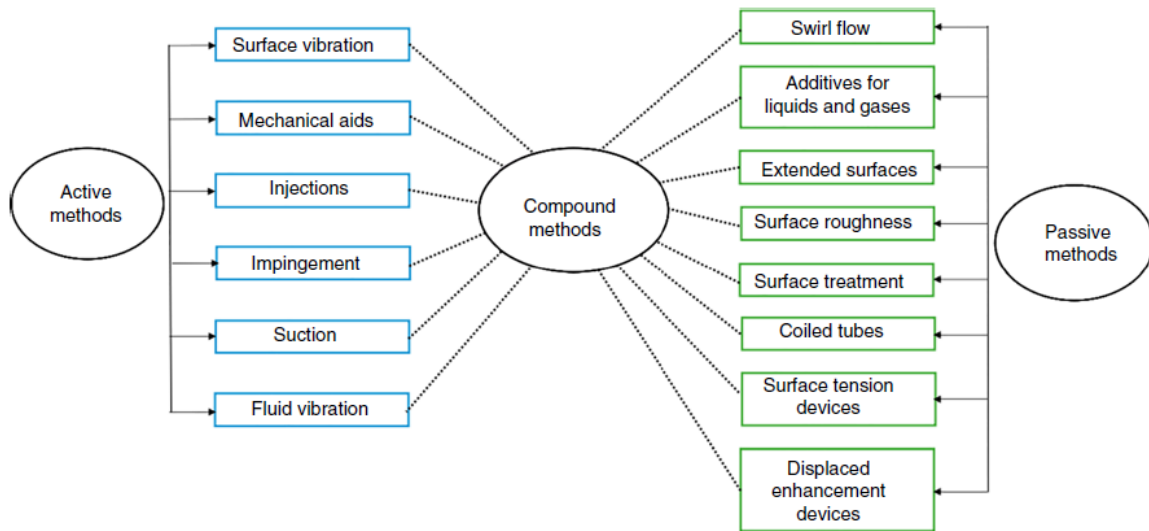 Active
methods
Surface vibration
Mechanical aids
Injections
Impingement
Suction
Fluid vibration
Compound
methods
Swirl flow
Additives for
liquids and gases
Extended surfaces
Surface roughness
Surface treatment
Coiled tubes
Surface tension
devices
Displaced
enhancement
devices
Passive
methods